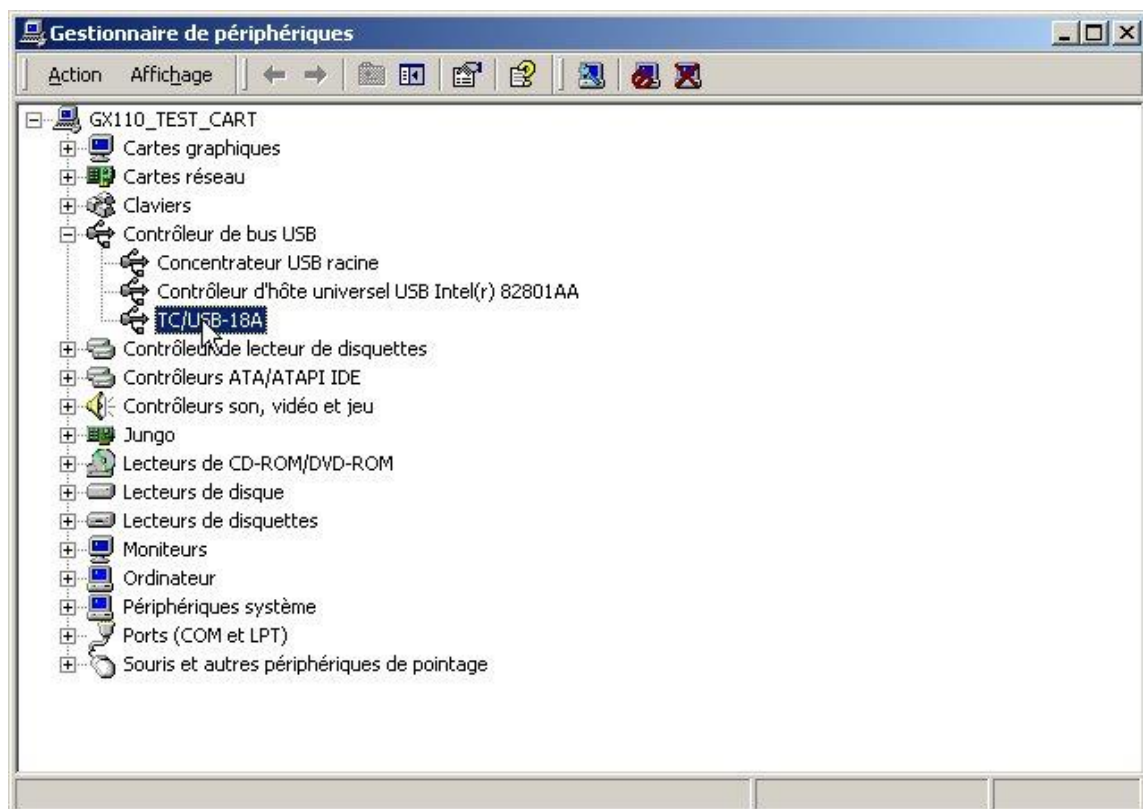 Gestionnaire de périphériques
Action Affichage
GX110_TEST_CART
Cartes graphiques
Cartes réseau
Claviers
Contrôleur de bus USB
Concentrateur USB racine
Contrôleur d'hôte universel USB Intel(r) 82801AA
TC/USB-18A
Contrôleur de lecteur de disquettes
Contrôleurs ATA/ATAPI IDE
Contrôleurs son, vidéo et jeu
Jungo
Lecteurs de CD-ROM/DVD-ROM
Lecteurs de disque
Lecteurs de disquettes
Moniteurs
Ordinateur
Périphériques système
Ports (COM et LPT)
Souris et autres périphériques de pointage